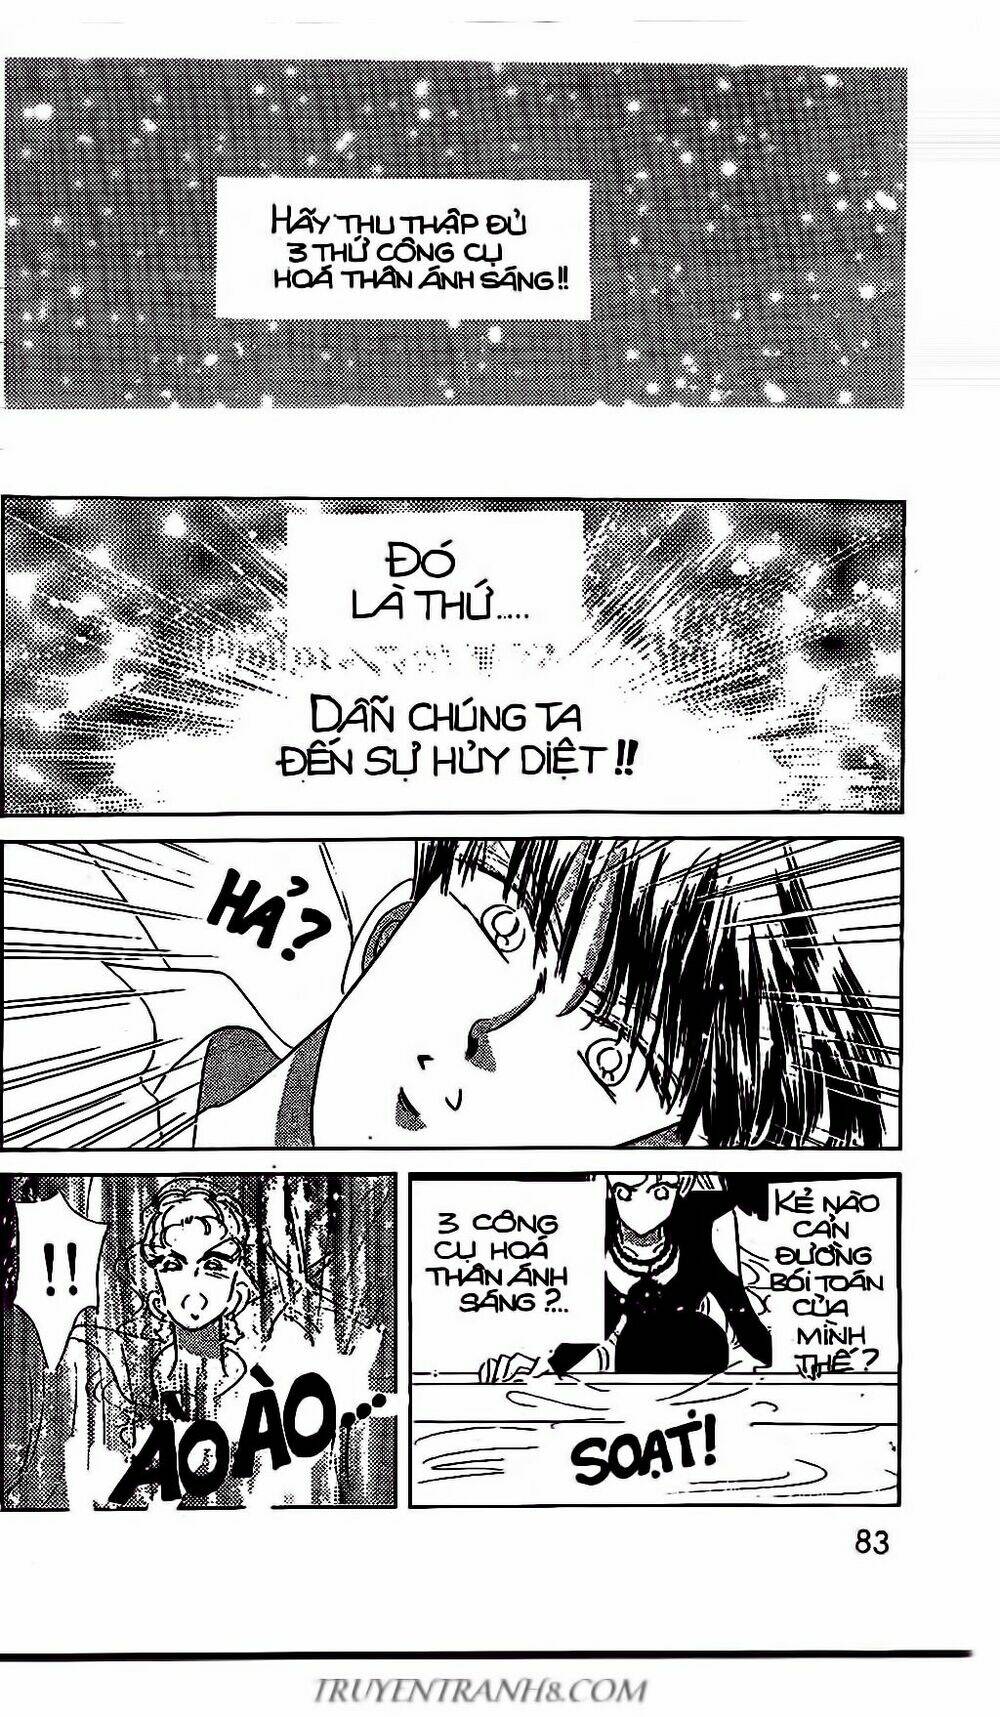 HÃY THU THẬP ĐỦ
3 THỨ CÔNG CỤ
HOÁ THÂN ÁNH SÁNG!!
ĐÓ
LÀ THỨ.....
DẪN CHÚNG TA
ĐẾN SỰ HỦY DIỆT!!
HẢ?
KẺ NÀO
CẢN
ĐƯỜNG
BÓI TOÁN
CỦA
MÌNH
THẾ?
3 CÔNG
CỤ HOÁ
THÂN ÁNH
SÁNG?...
SOẠT!
!!
ÀO ÀO...
83
TRUYENTRANH8.COM